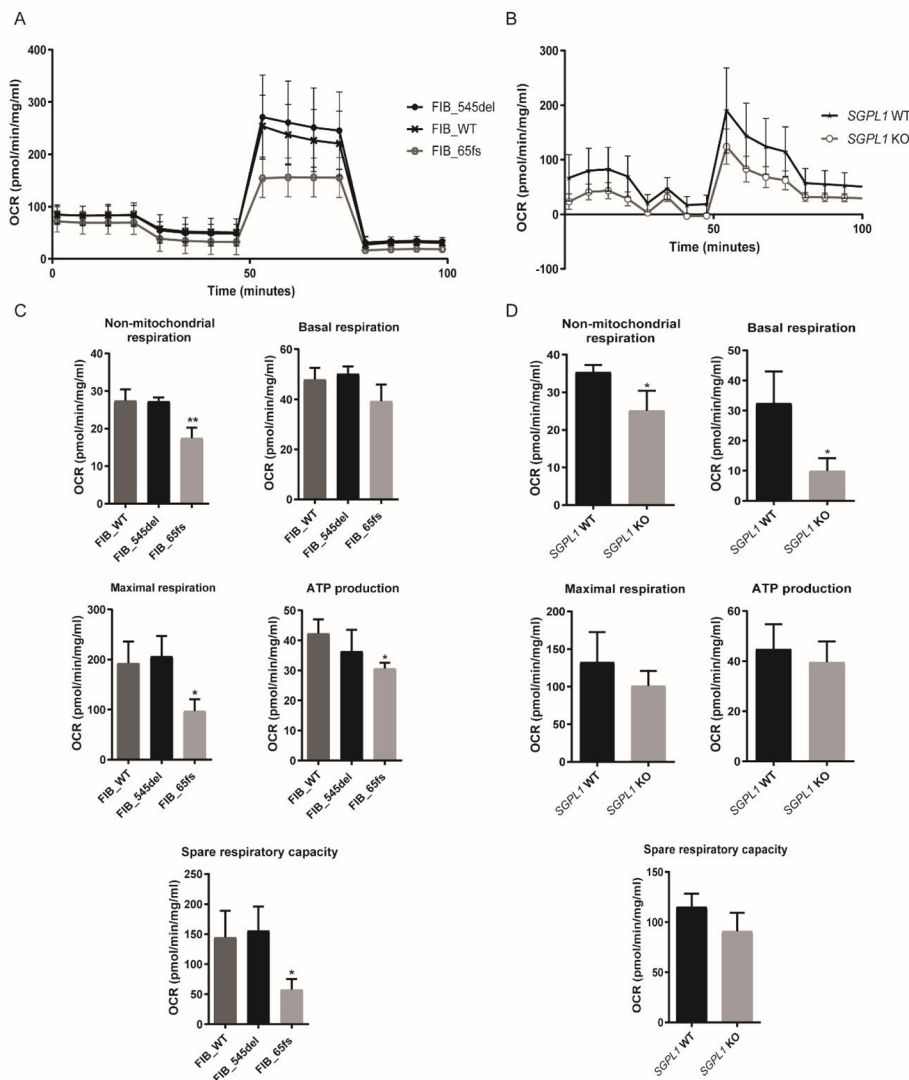 A
400
300
200
100
0
OCR (pmol/min/mg/ml)
0
50
100
Time (minutes)
FIB_545del
FIB_WT
FIB_65fs
B
300
200
100
0
-100
OCR (pmol/min/mg/ml)
50
100
Time (minutes)
SGPL1 WT
SGPL1 KO
C
Non-mitochondrial
respiration
40
30
20
10
0
OCR (pmol/min/mg/ml)
**
FIB_WT
FIB_545del
FIB_65fs
Basal respiration
60
40
20
0
OCR (pmol/min/mg/ml)
FIB_WT
FIB_545del
FIB_65fs
Maximal respiration
300
200
100
0
OCR (pmol/min/mg/ml)
*
FIB_WT
FIB_545del
FIB_65fs
ATP production
50
40
30
20
10
0
OCR (pmol/min/mg/ml)
*
FIB_WT
FIB_545del
FIB_65fs
Spare respiratory capacity
250
200
150
100
50
0
OCR (pmol/min/mg/ml)
*
FIB_WT
FIB_545del
FIB_65fs
D
Non-mitochondrial
respiration
40
30
20
10
0
OCR (pmol/min/mg/ml)
*
SGPL1 WT
SGPL1 KO
Basal respiration
50
40
30
20
10
0
OCR (pmol/min/mg/ml)
*
SGPL1 WT
SGPL1 KO
Maximal respiration
200
150
100
50
0
OCR (pmol/min/mg/ml)
SGPL1 WT
SGPL1 KO
ATP production
60
40
20
0
OCR (pmol/min/mg/ml)
SGPL1 WT
SGPL1 KO
Spare respiratory capacity
150
100
50
0
OCR (pmol/min/mg/ml)
SGPL1 WT
SGPL1 KO